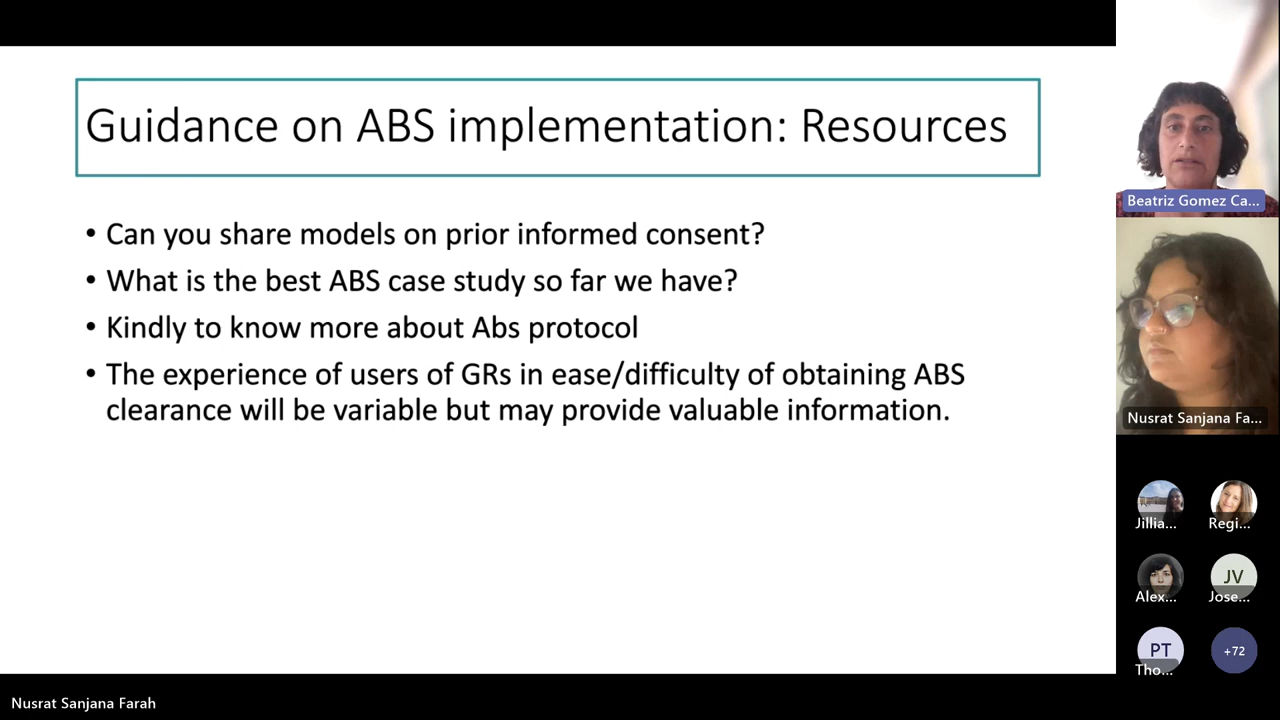 Guidance on ABS implementation: Resources
• Can you share models on prior informed consent?
• What is the best ABS case study so far we have?
• Kindly to know more about Abs protocol
• The experience of users of GRs in ease/difficulty of obtaining ABS
clearance will be variable but may provide valuable information.
Beatriz Gomez Ca...
Nusrat Sanjana Fa...
Jillia...
Regi...
Alex...
JV
Jose...
PT
Tho...
+72
Nusrat Sanjana Farah